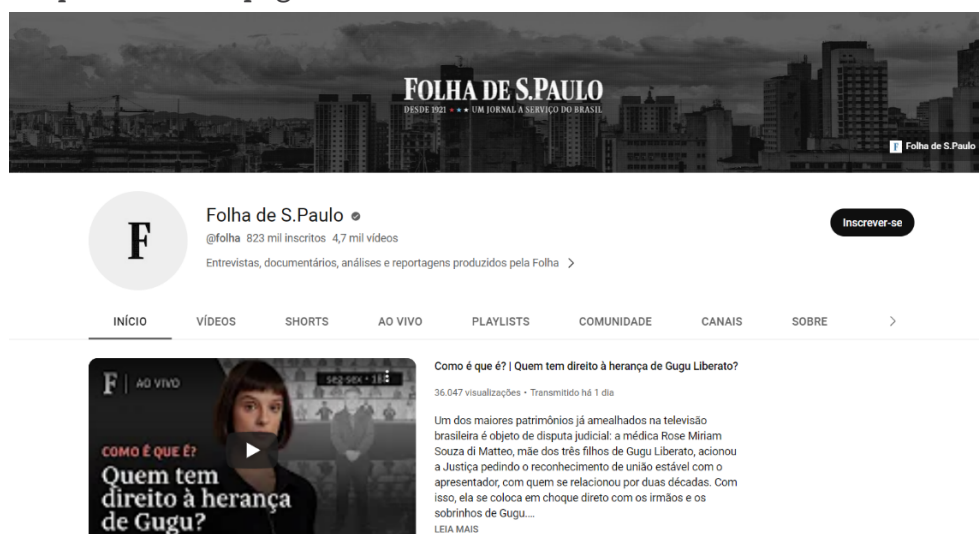 FOLHA DE S.PAULO
DESDE 1921 ★ ★ ★ UM JORNAL A SERVIÇO DO BRASIL
F Folha de S.Paulo
F
Folha de S.Paulo
@folha 823 mil inscritos 4,7 mil vídeos
Entrevistas, documentários, análises e reportagens produzidos pela Folha >
Inscrever-se
INÍCIO VÍDEOS SHORTS AO VIVO PLAYLISTS COMUNIDADE CANAIS SOBRE >
F | AO VIVO
seg-sex •
COMO É QUE É?
Quem tem
direito à herança
de Gugu?
Como é que é? | Quem tem direito à herança de Gugu Liberato?
36.047 visualizações • Transmitido há 1 dia
Um dos maiores patrimônios já amealhados na televisão
brasileira é objeto de disputa judicial: a médica Rose Miriam
Souza di Matteo, mãe dos três filhos de Gugu Liberato, acionou
a Justiça pedindo o reconhecimento de união estável com o
apresentador, com quem se relacionou por duas décadas. Com
isso, ela se coloca em choque direto com os irmãos e os
sobrinhos de Gugu....
LEIA MAIS